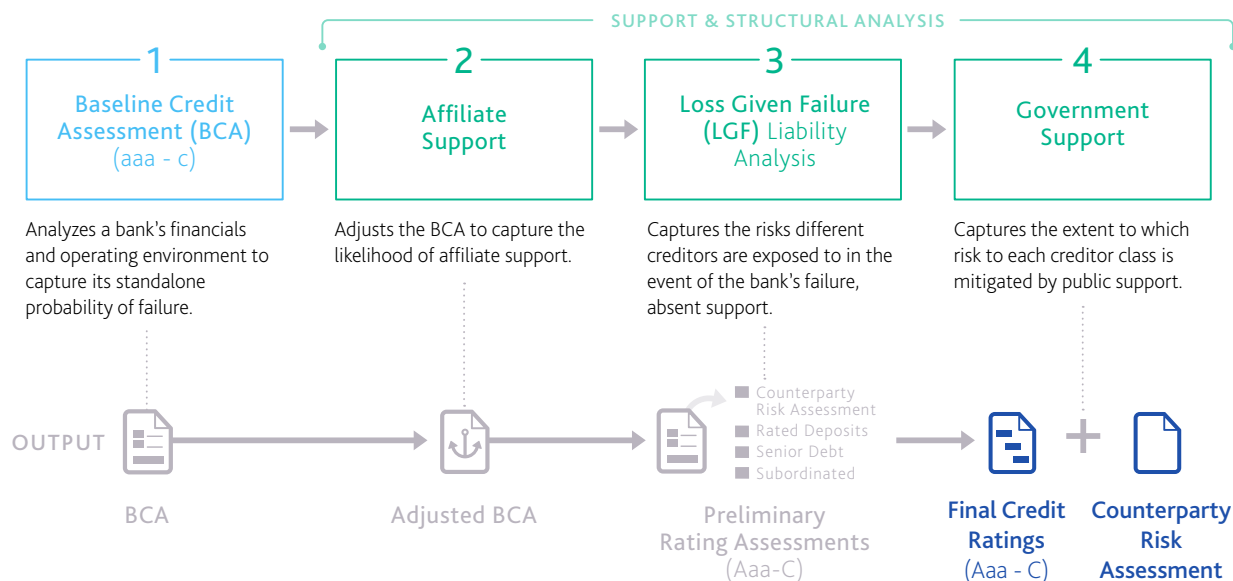 SUPPORT & STRUCTURAL ANALYSIS
1
Baseline Credit
Assessment (BCA)
(aaa - c)
2
Affiliate
Support
3
Loss Given Failure
(LGF) Liability
Analysis
4
Government
Support
Analyzes a bank's financials
and operating environment to
capture its standalone
probability of failure.
Adjusts the BCA to capture the
likelihood of affiliate support.
Captures the risks different
creditors are exposed to in the
event of the bank's failure,
absent support.
Captures the extent to which
risk to each creditor class is
mitigated by public support.
OUTPUT
BCA
Adjusted BCA
Counterparty
Risk Assessment
Rated Deposits
Senior Debt
Subordinated
Preliminary
Rating Assessments
(Aaa-C)
+
Final Credit
Ratings
(Aaa - C)
Counterparty
Risk
Assessment